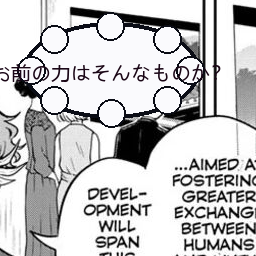 お前の力はそんなものか?
...AIMED AT
FOSTERING
GREATER
EXCHANGE
BETWEEN
HUMANS
DEVEL-
OPMENT
WILL
SPAN
THIS